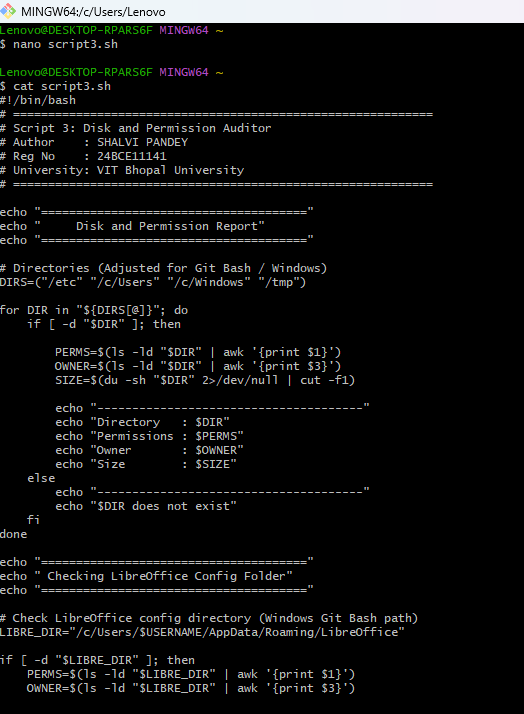 MINGW64:/c/Users/Lenovo
Lenovo@DESKTOP-RPARS6F MINGW64 ~
$ nano script3.sh
Lenovo@DESKTOP-RPARS6F MINGW64 ~
$ cat script3.sh
#!/bin/bash
# ============================================================
# Script 3: Disk and Permission Auditor
# Author    : SHALVI PANDEY
# Reg No    : 24BCE11141
# University: VIT Bhopal University
# ============================================================
echo "======================================"
echo "     Disk and Permission Report"
echo "======================================"
# Directories (Adjusted for Git Bash / Windows)
DIRS=("/etc" "/c/Users" "/c/Windows" "/tmp")
for DIR in "${DIRS[@]}"; do
    if [ -d "$DIR" ]; then
        PERMS=$(ls -ld "$DIR" | awk '{print $1}')
        OWNER=$(ls -ld "$DIR" | awk '{print $3}')
        SIZE=$(du -sh "$DIR" 2>/dev/null | cut -f1)
        echo "--------------------------------------"
        echo "Directory   : $DIR"
        echo "Permissions : $PERMS"
        echo "Owner       : $OWNER"
        echo "Size        : $SIZE"
    else
        echo "--------------------------------------"
        echo "$DIR does not exist"
    fi
done
echo "======================================"
echo " Checking LibreOffice Config Folder"
echo "======================================"
# Check LibreOffice config directory (Windows Git Bash path)
LIBRE_DIR="/c/Users/$USERNAME/AppData/Roaming/LibreOffice"
if [ -d "$LIBRE_DIR" ]; then
    PERMS=$(ls -ld "$LIBRE_DIR" | awk '{print $1}')
    OWNER=$(ls -ld "$LIBRE_DIR" | awk '{print $3}')